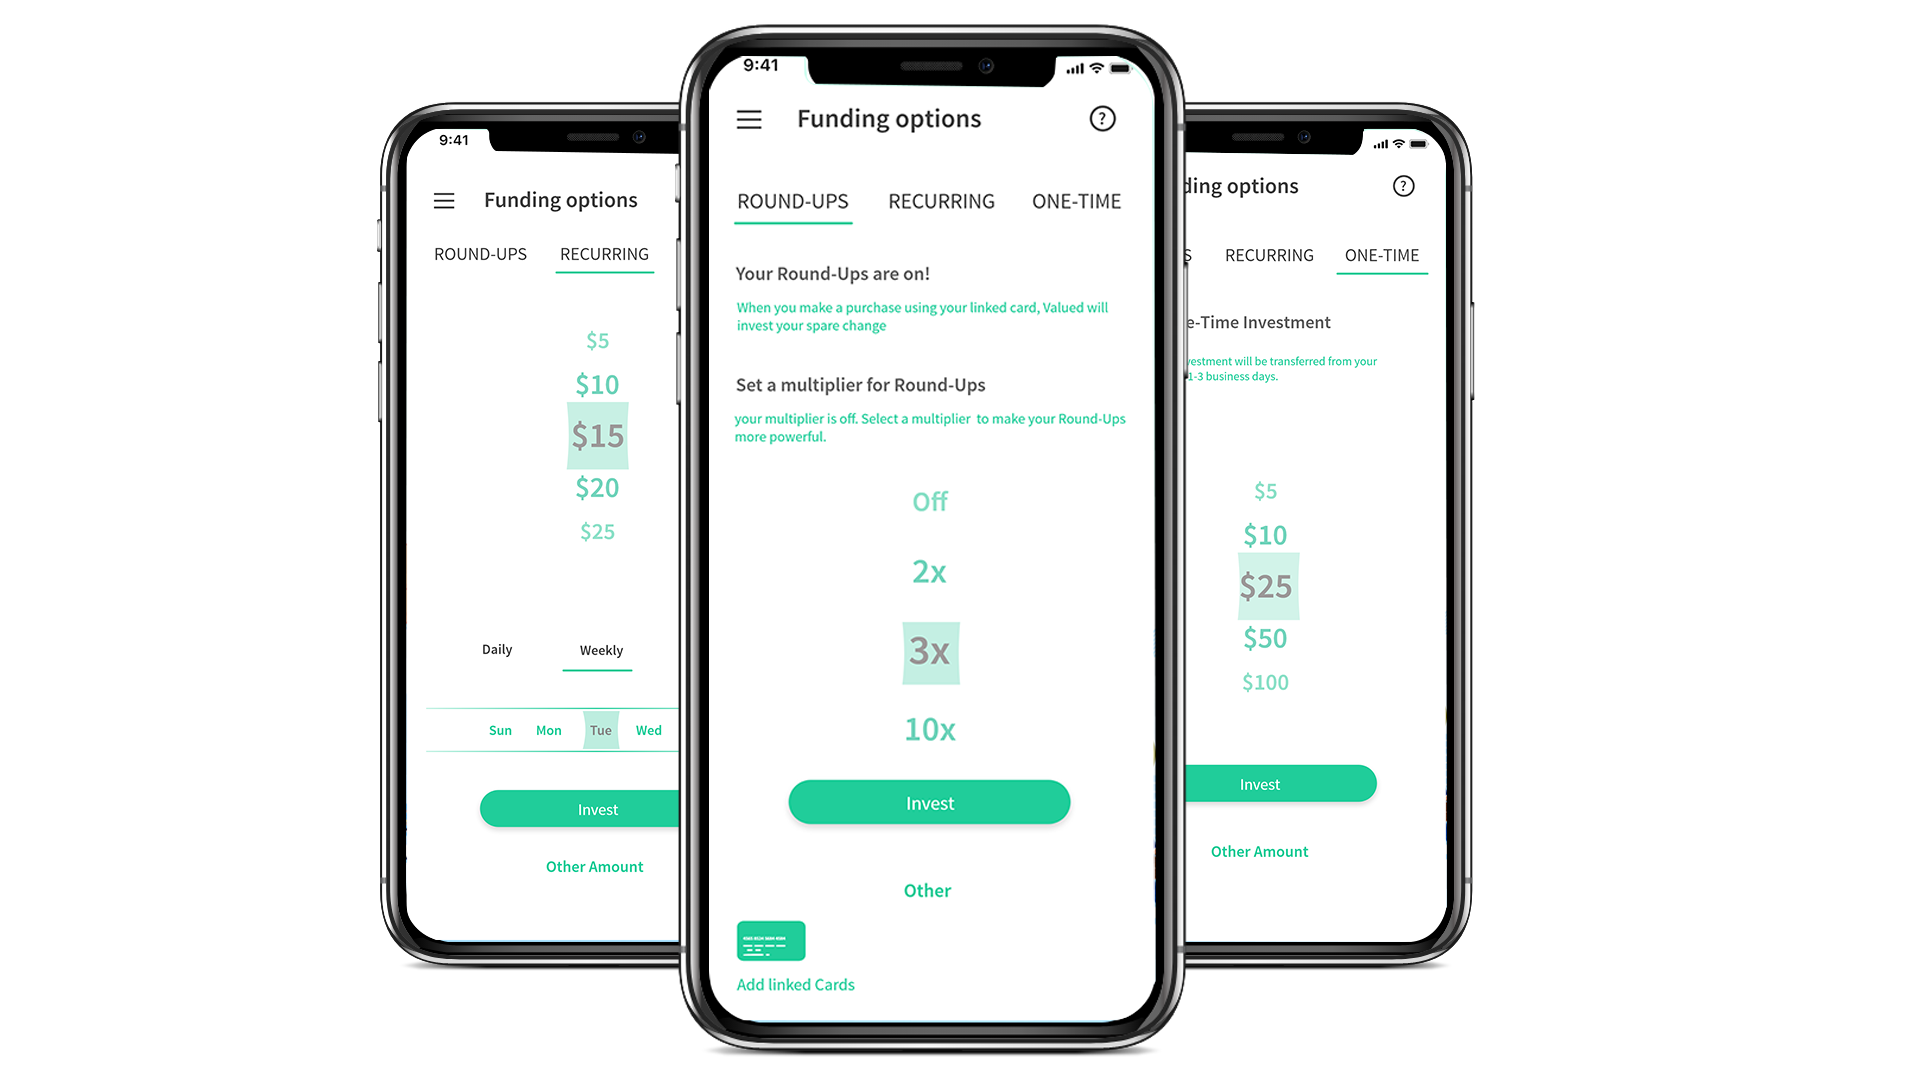 9:41
Funding options
ROUND-UPS RECURRING
$5
$10
$15
$20
$25
Daily Weekly
Sun Mon Tue Wed
Invest
Other Amount
9:41
Funding options
?
ROUND-UPS RECURRING ONE-TIME
Your Round-Ups are on!
When you make a purchase using your linked card, Valued will
invest your spare change
Set a multiplier for Round-Ups
your multiplier is off. Select a multiplier to make your Round-Ups
more powerful.
Off
2x
3x
10x
Invest
Other
Add linked Cards
ding options
?
S RECURRING ONE-TIME
e-Time Investment
vestment will be transferred from your
1-3 business days.
$5
$10
$25
$50
$100
Invest
Other Amount